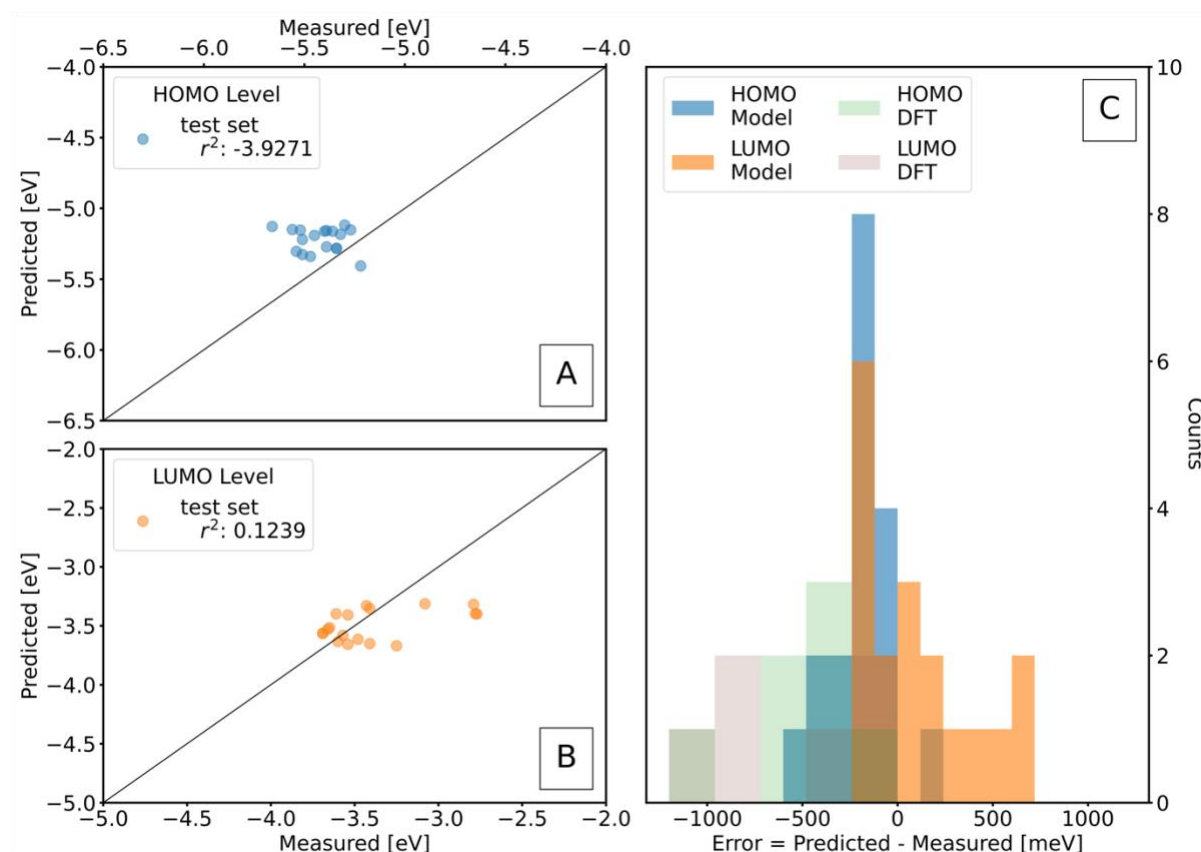 Measured [eV]
−6.5 −6.0 −5.5 −5.0 −4.5 −4.0
−4.0
−4.5
−5.0
−5.5
−6.0
−6.5
Predicted [eV]
HOMO Level
test set
r²: -3.9271
A
−2.0
−2.5
−3.0
−3.5
−4.0
−4.5
−5.0
Predicted [eV]
LUMO Level
test set
r²: 0.1239
B
−5.0 −4.5 −4.0 −3.5 −3.0 −2.5 −2.0
Measured [eV]
HOMO
Model
LUMO
Model
HOMO
DFT
LUMO
DFT
C
10
8
6
4
2
0
Counts
−1000 −500 0 500 1000
Error = Predicted - Measured [meV]